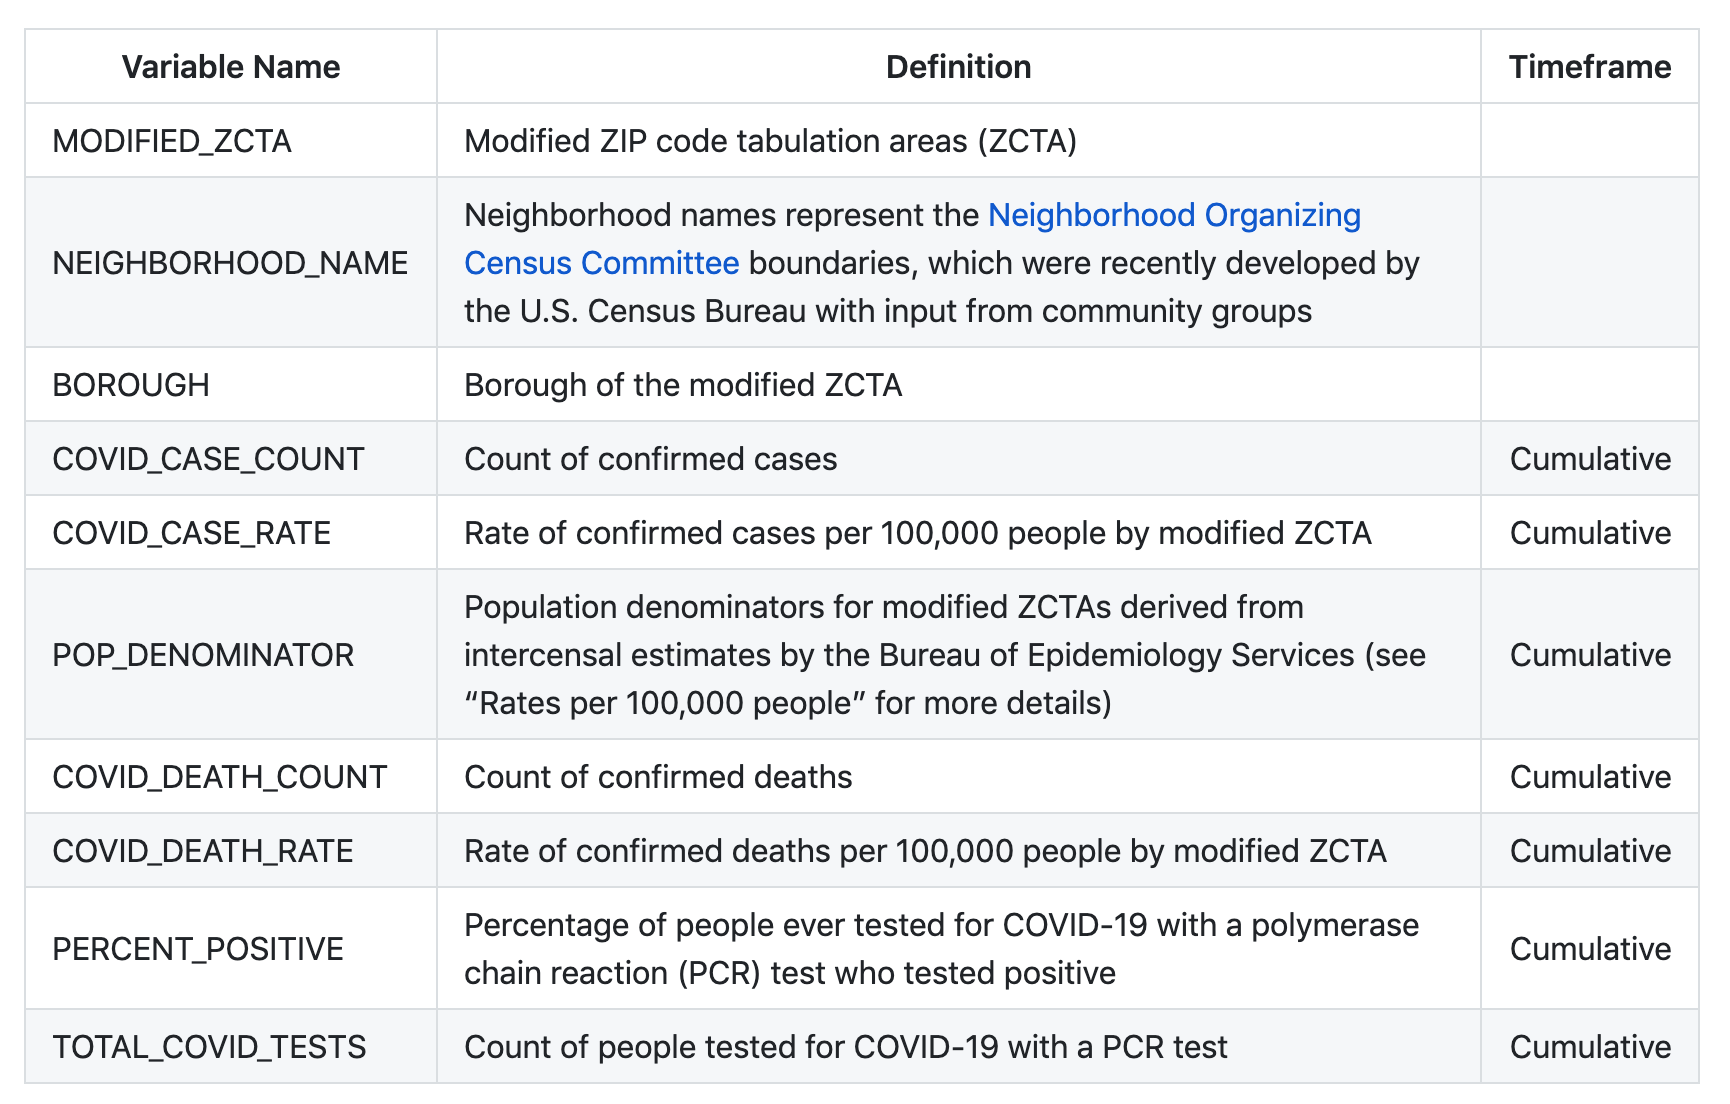 Variable Name Definition Timeframe
MODIFIED_ZCTA Modified ZIP code tabulation areas (ZCTA)
NEIGHBORHOOD_NAME Neighborhood names represent the Neighborhood Organizing
Census Committee boundaries, which were recently developed by
the U.S. Census Bureau with input from community groups
BOROUGH Borough of the modified ZCTA
COVID_CASE_COUNT Count of confirmed cases Cumulative
COVID_CASE_RATE Rate of confirmed cases per 100,000 people by modified ZCTA Cumulative
POP_DENOMINATOR Population denominators for modified ZCTAs derived from
intercensal estimates by the Bureau of Epidemiology Services (see
“Rates per 100,000 people” for more details) Cumulative
COVID_DEATH_COUNT Count of confirmed deaths Cumulative
COVID_DEATH_RATE Rate of confirmed deaths per 100,000 people by modified ZCTA Cumulative
PERCENT_POSITIVE Percentage of people ever tested for COVID-19 with a polymerase
chain reaction (PCR) test who tested positive Cumulative
TOTAL_COVID_TESTS Count of people tested for COVID-19 with a PCR test Cumulative